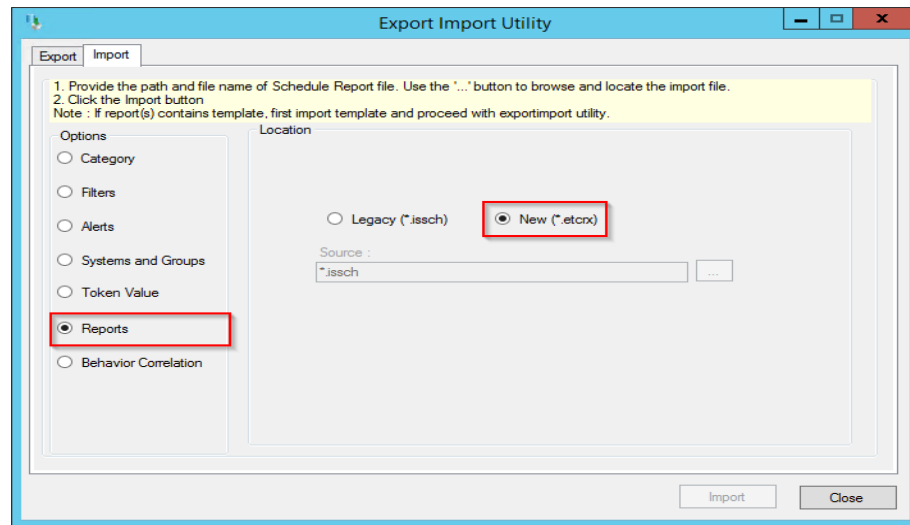 Export Import Utility
Export
Import
1. Provide the path and file name of Schedule Report file. Use the '...' button to browse and locate the import file.
2. Click the Import button
Note : If report(s) contains template, first import template and proceed with exportimport utility.
Options
Category
Filters
Alerts
Systems and Groups
Token Value
Reports
Behavior Correlation
Location
Legacy (*.issch)
New (*.etcrx)
Source :
*.issch
...
Import
Close